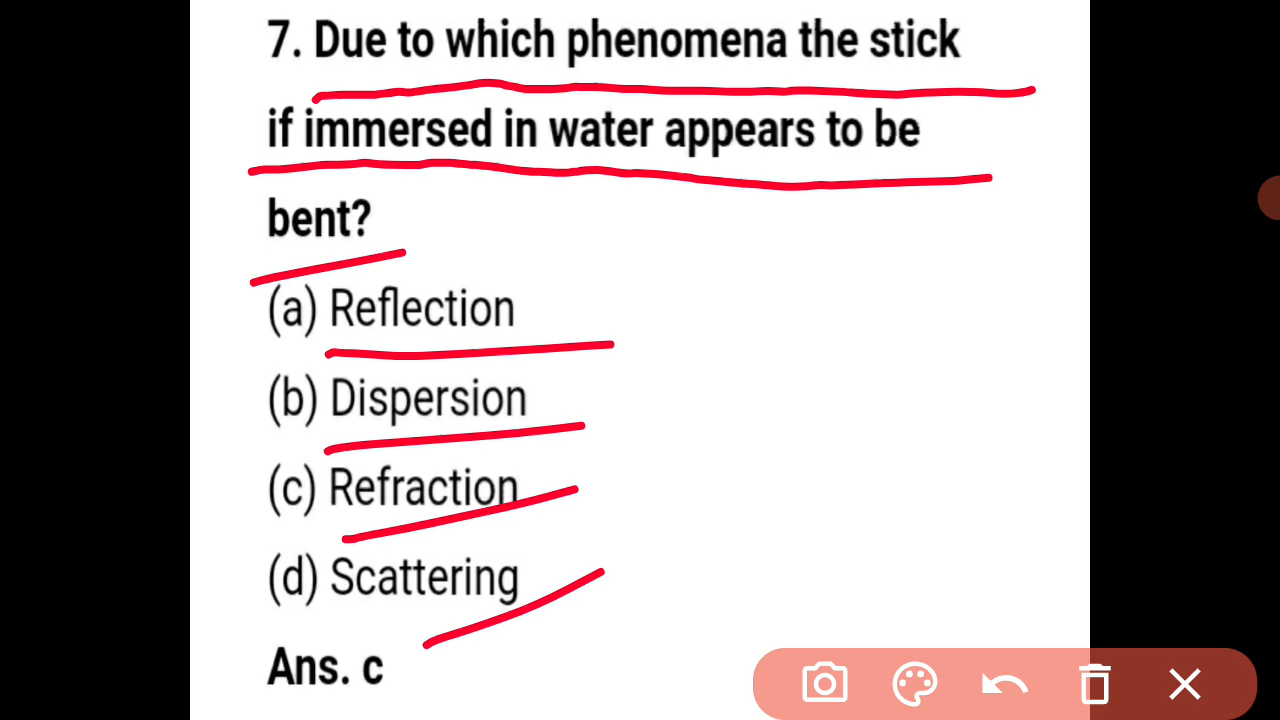 7. Due to which phenomena the stick
if immersed in water appears to be
bent?
(a) Reflection
(b) Dispersion
(c) Refraction
(d) Scattering
Ans. c